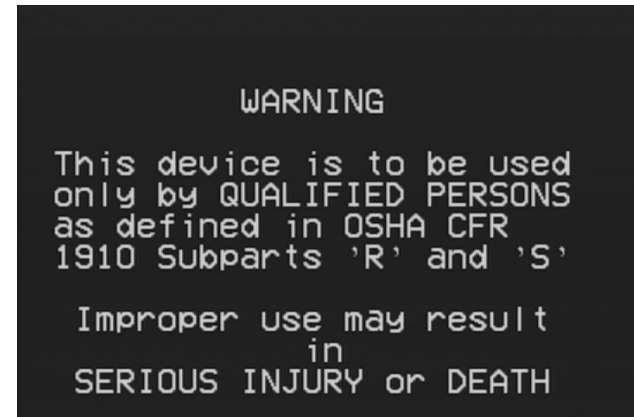 WARNING
This device is to be used
only by QUALIFIED PERSONS
as defined in OSHA CFR
1910 Subparts 'R' and 'S'
Improper use may result
in
SERIOUS INJURY or DEATH